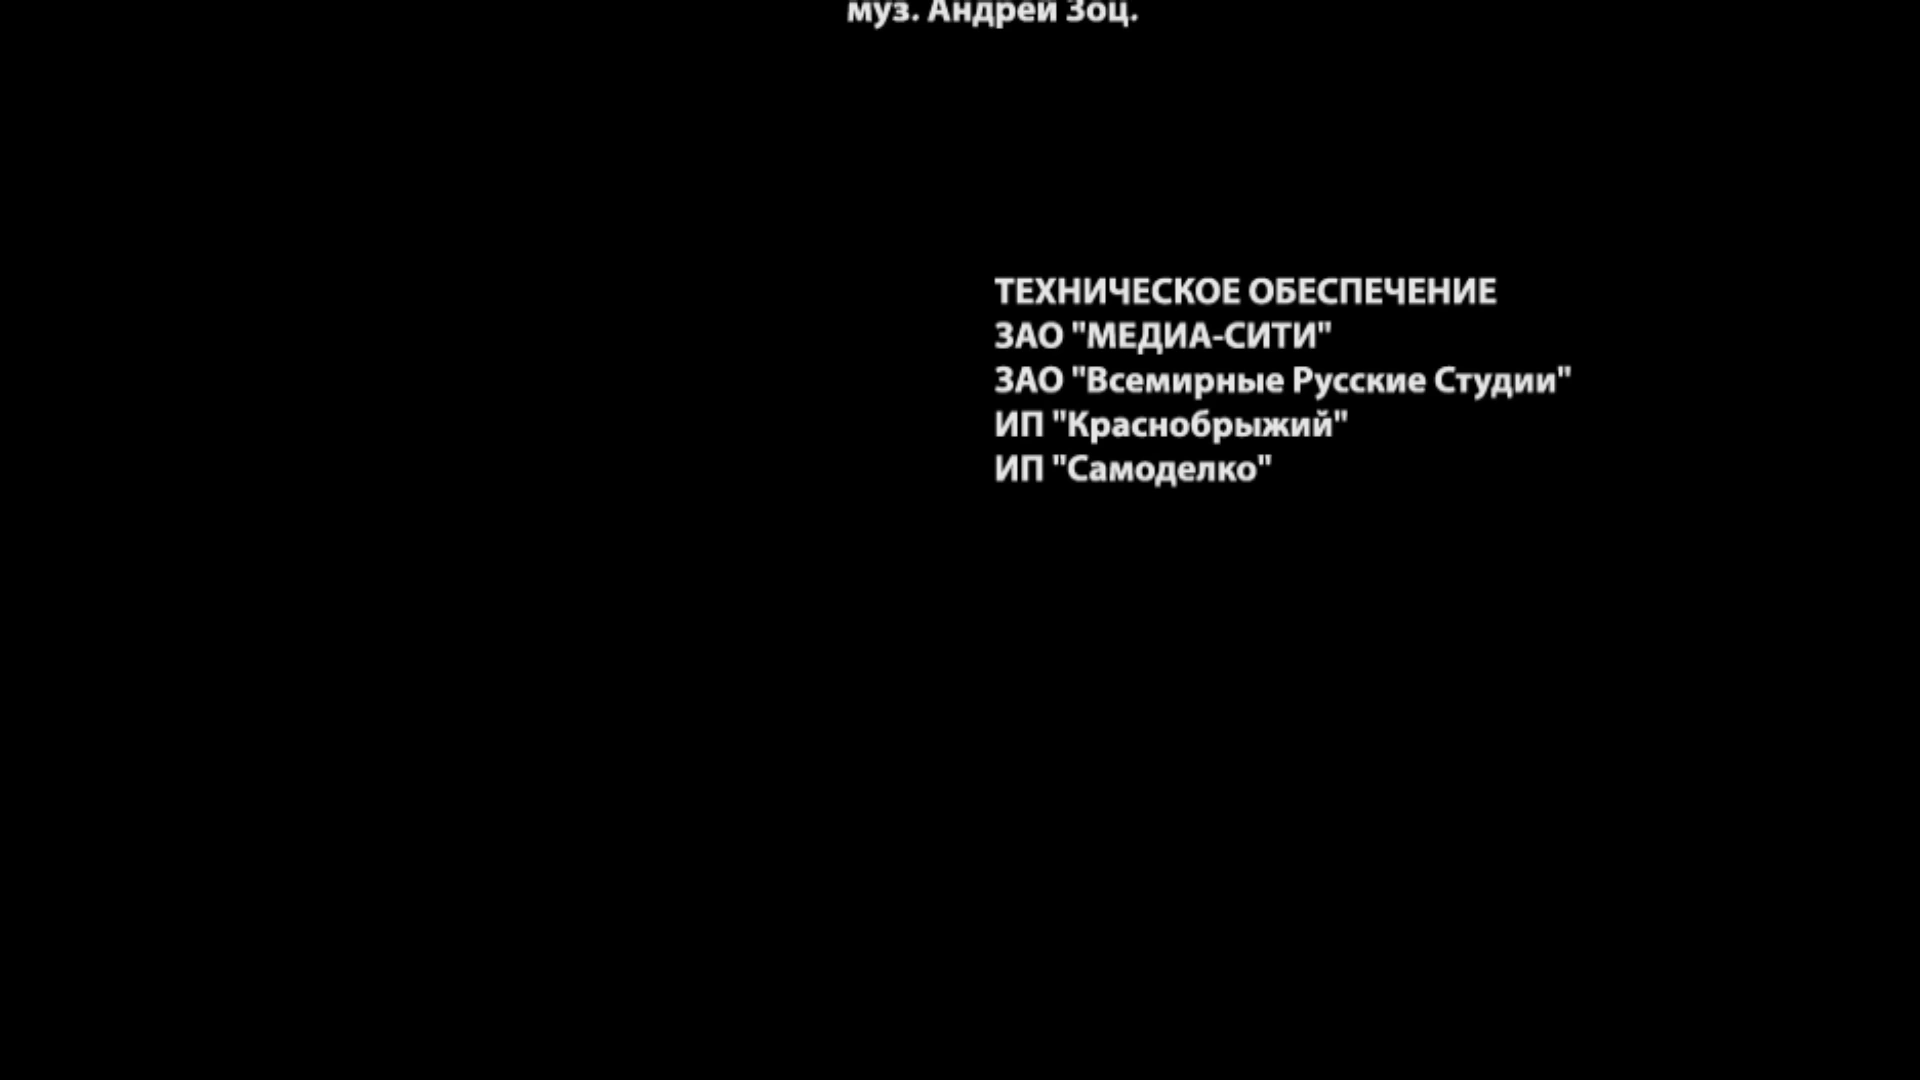 муз. Андрей Зоц.
ТЕХНИЧЕСКОЕ ОБЕСПЕЧЕНИЕ
ЗАО "МЕДИА-СИТИ"
ЗАО "Всемирные Русские Студии"
ИП "Краснобрыжий"
ИП "Самоделко"